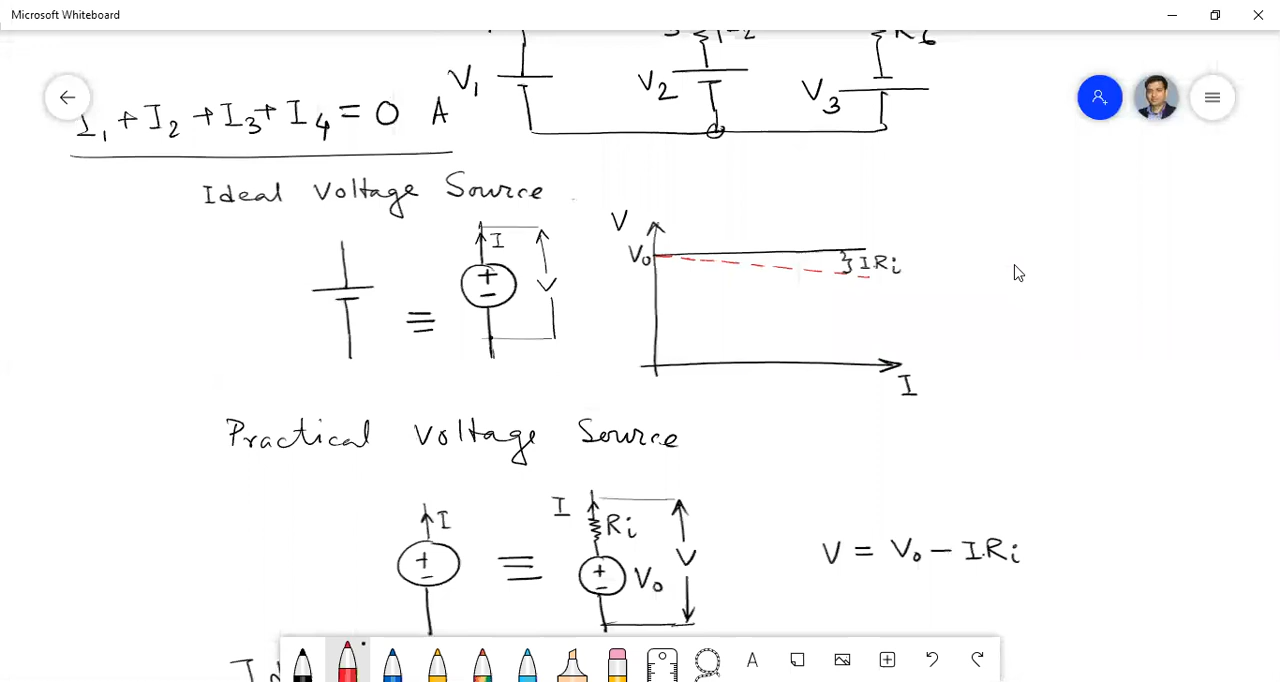 Microsoft Whiteboard
V₁
V₂
V₃
I₁ + I₂ + I₃ + I₄ = 0 A
Ideal Voltage Source
I
+
−
V
≡
V
V₀
I Ri
I
Practical Voltage Source
I
+
−
≡
I
Ri
+
−
V₀
V
V = V₀ − I.Ri
A